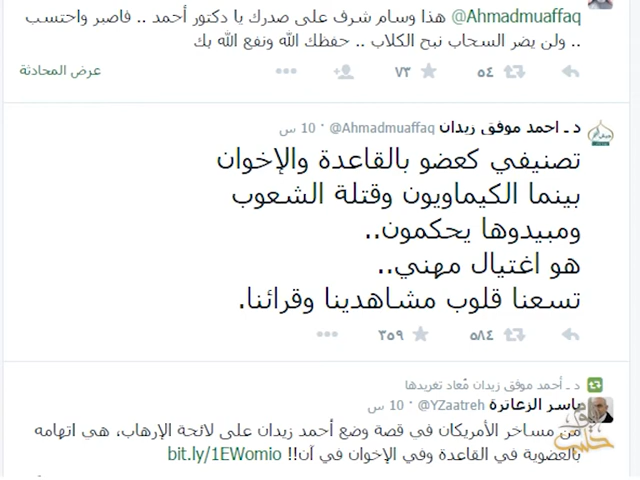 @Ahmadmuaffaq هذا وسام شرف على صدرك يا دكتور أحمد .. فاصبر واحتسب
.. ولن يضر السحاب نبح الكلاب .. حفظك الله ونفع الله بك
٥٤ ٧٣ عرض المحادثة
د ـ احمد موفق زيدان @Ahmadmuaffaq · 10 س
تصنيفي كعضو بالقاعدة والإخوان
بينما الكيماويون وقتلة الشعوب
ومبيدوها يحكمون..
هو اغتيال مهني..
تسعنا قلوب مشاهدينا وقرائنا.
٥٨٤ ٣٥٩
د ـ أحمد موفق زيدان مُعاد تغريدها
ياسر الزعاترة @YZaatreh · 10 س
من مساخر الأمريكان في قصة وضع أحمد زيدان على لائحة الإرهاب، هي اتهامه
بالعضوية في القاعدة وفي الإخوان في آن!! bit.ly/1EWomio